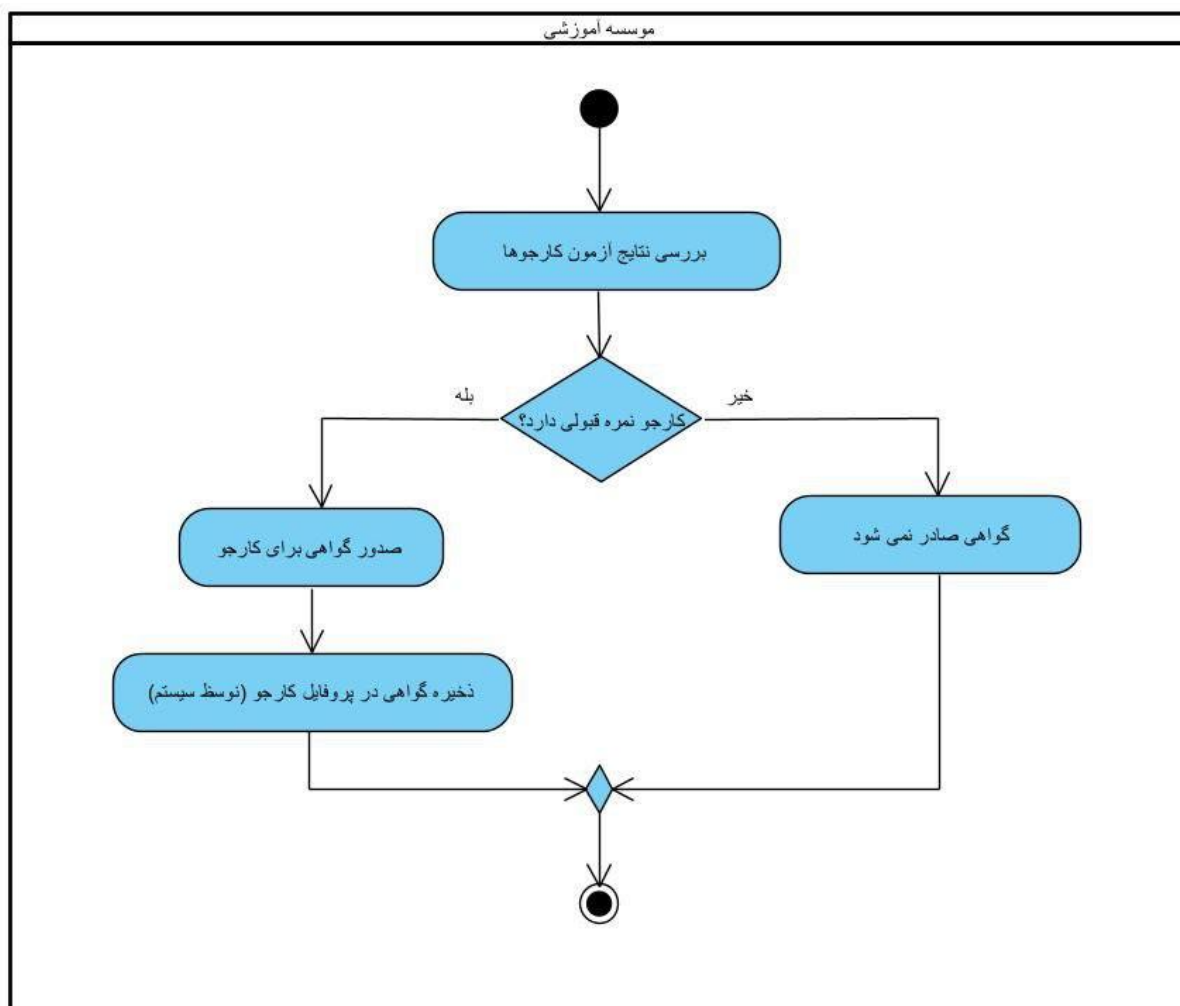 موسسه آموزشی
بررسی نتایج آزمون کارجوها
کارجو نمره قبولی دارد؟
بله
خیر
صدور گواهی برای کارجو
گواهی صادر نمی شود
ذخیره گواهی در پروفایل کارجو (توسظ سیستم)